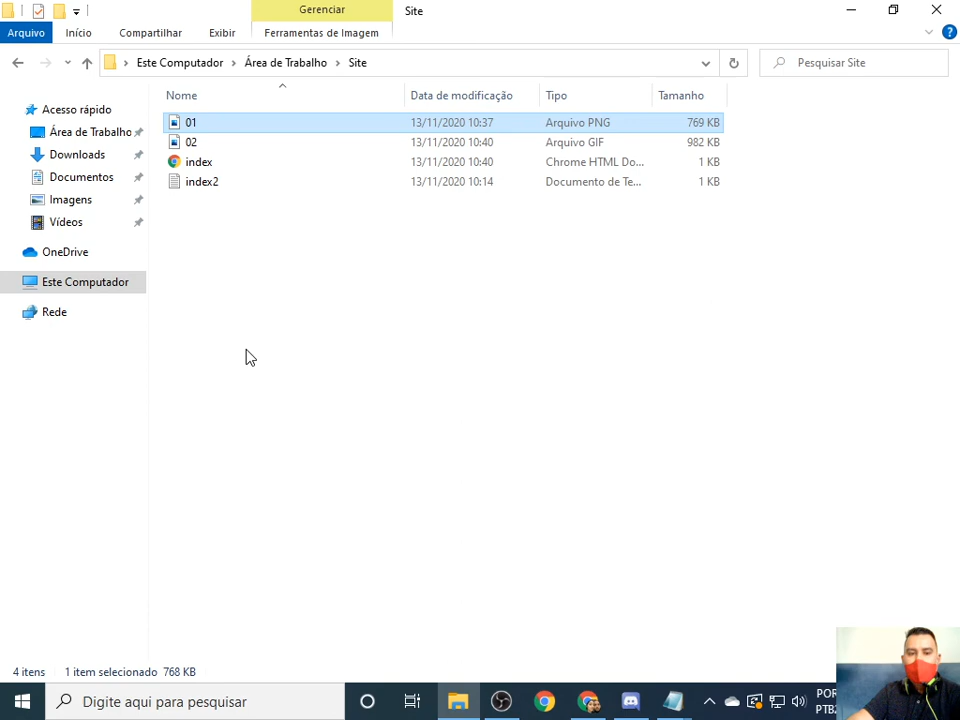 Gerenciar
Site
Arquivo
Início
Compartilhar
Exibir
Ferramentas de Imagem
Este Computador
Área de Trabalho
Site
Pesquisar Site
Nome
Data de modificação
Tipo
Tamanho
01
13/11/2020 10:37
Arquivo PNG
769 KB
02
13/11/2020 10:40
Arquivo GIF
982 KB
index
13/11/2020 10:40
Chrome HTML Do...
1 KB
index2
13/11/2020 10:14
Documento de Te...
1 KB
Acesso rápido
Área de Trabalho
Downloads
Documentos
Imagens
Vídeos
OneDrive
Este Computador
Rede
4 itens
1 item selecionado 768 KB
Digite aqui para pesquisar
POR
PTB2